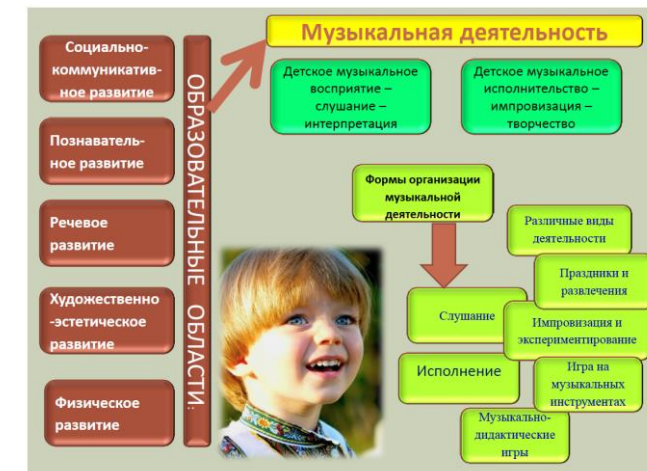 Социально-
коммуникатив-
ное развитие
Познаватель-
ное развитие
Речевое
развитие
Художественно
-эстетическое
развитие
Физическое
развитие
ОБРАЗОВАТЕЛЬНЫЕ ОБЛАСТИ:
Музыкальная деятельность
Детское музыкальное
восприятие –
слушание –
интерпретация
Детское музыкальное
исполнительство –
импровизация –
творчество
Формы организации
музыкальной
деятельности
Различные виды
деятельности
Праздники и
развлечения
Слушание
Импровизация и
экспериментирование
Исполнение
Игра на
музыкальных
инструментах
Музыкально-
дидактические
игры